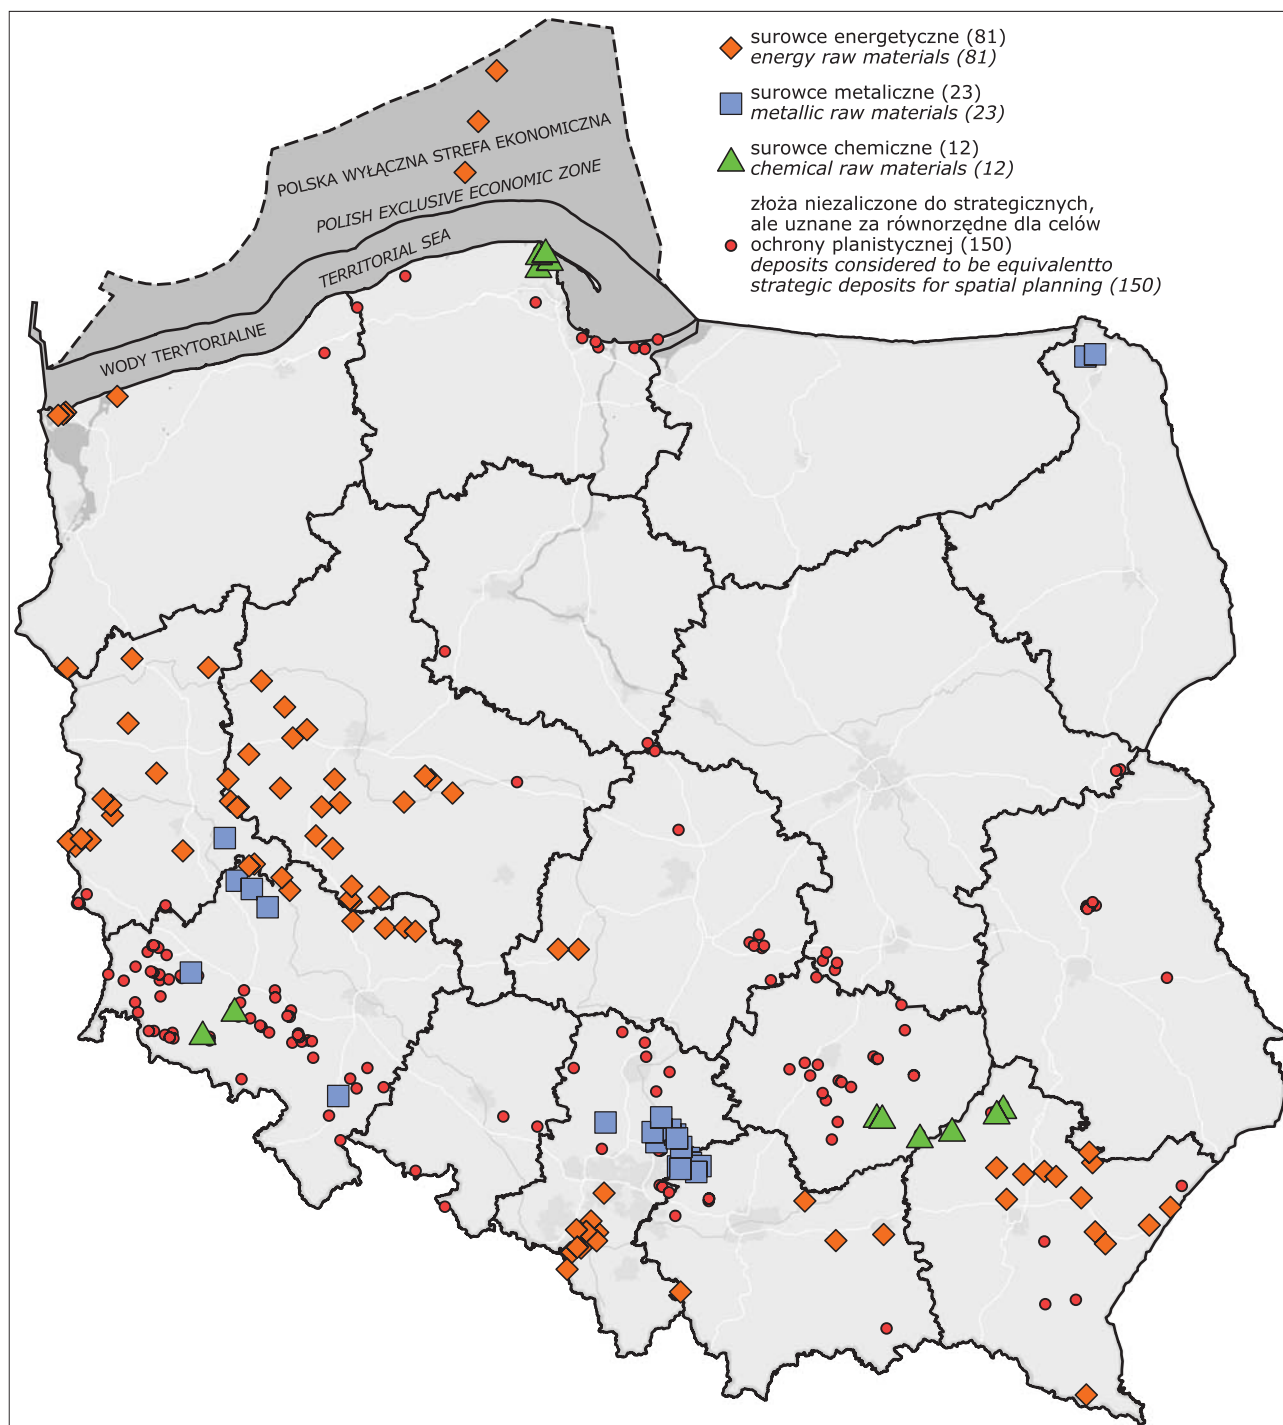 surowce energetyczne (81)
energy raw materials (81)
surowce metaliczne (23)
metallic raw materials (23)
surowce chemiczne (12)
chemical raw materials (12)
złoża niezaliczone do strategicznych,
ale uznane za równorzędne dla celów
ochrony planistycznej (150)
deposits considered to be equivalentto
strategic deposits for spatial planning (150)
POLSKA WYŁĄCZNA STREFA EKONOMICZNA
POLISH EXCLUSIVE ECONOMIC ZONE
TERRITORIAL SEA
WODY TERYTORIALNE